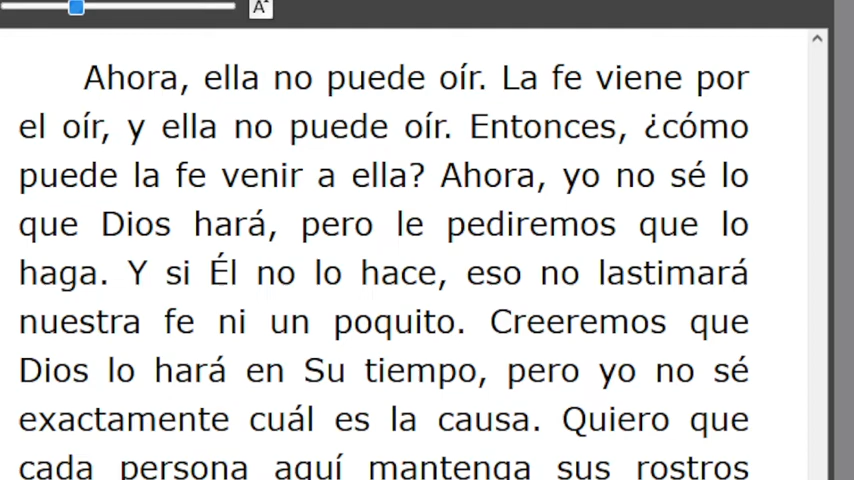 A
Ahora, ella no puede oír. La fe viene por
el oír, y ella no puede oír. Entonces, ¿cómo
puede la fe venir a ella? Ahora, yo no sé lo
que Dios hará, pero le pediremos que lo
haga. Y si Él no lo hace, eso no lastimará
nuestra fe ni un poquito. Creeremos que
Dios lo hará en Su tiempo, pero yo no sé
exactamente cuál es la causa. Quiero que
cada persona aquí mantenga sus rostros